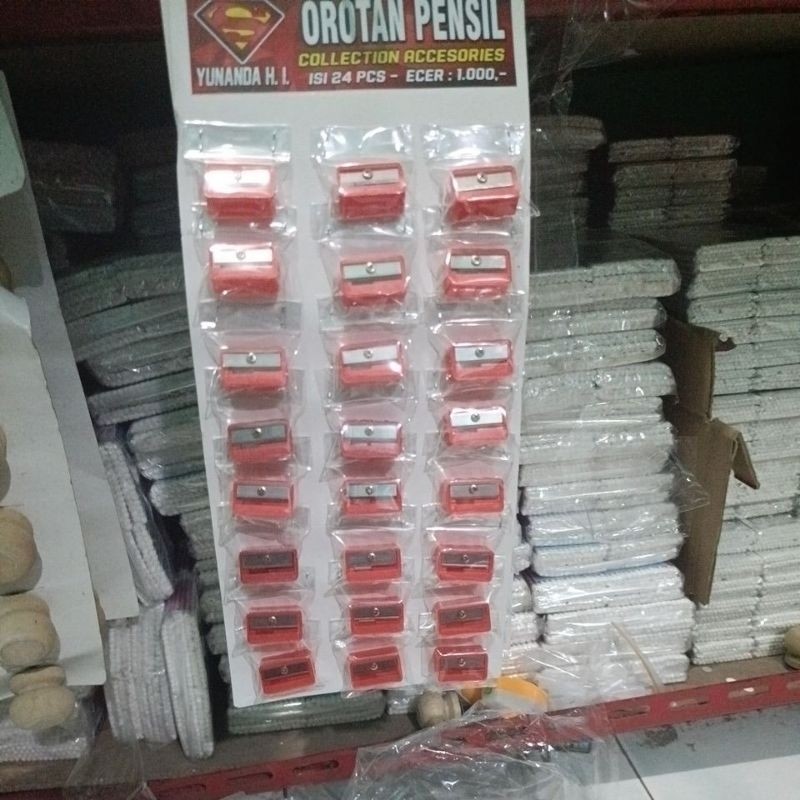 OROTAN PENSIL
COLLECTION ACCESORIES
YUNANDA H. I.
ISI 24 PCS - ECER : 1.000,-